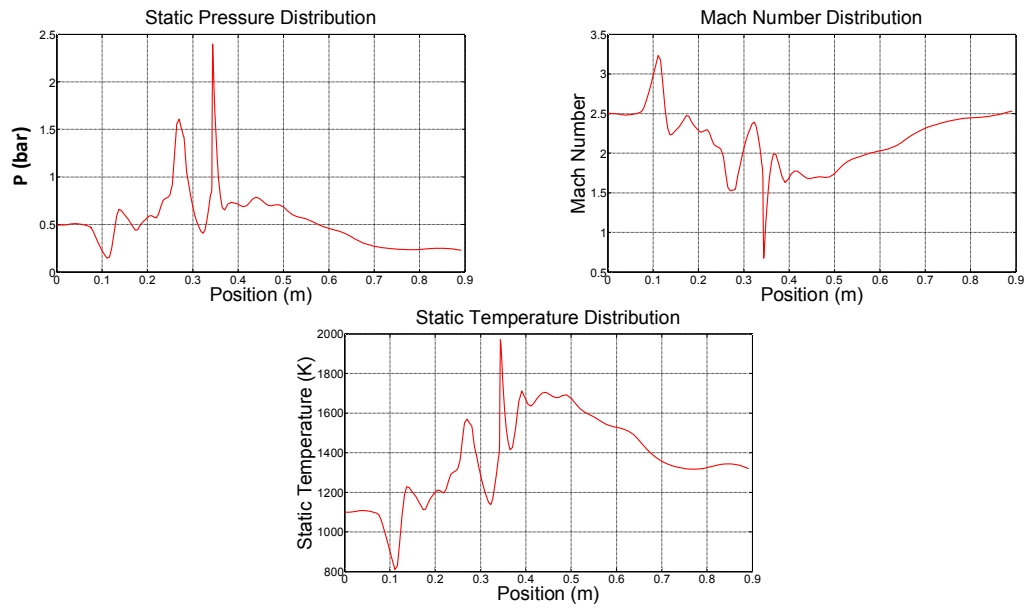 Static Pressure Distribution
2.5
2
1.5
1
0.5
0
P (bar)
0 0.1 0.2 0.3 0.4 0.5 0.6 0.7 0.8 0.9
Position (m)
Mach Number Distribution
3.5
3
2.5
2
1.5
1
0.5
Mach Number
0 0.1 0.2 0.3 0.4 0.5 0.6 0.7 0.8 0.9
Position (m)
Static Temperature Distribution
2000
1800
1600
1400
1200
1000
800
Static Temperature (K)
0 0.1 0.2 0.3 0.4 0.5 0.6 0.7 0.8 0.9
Position (m)